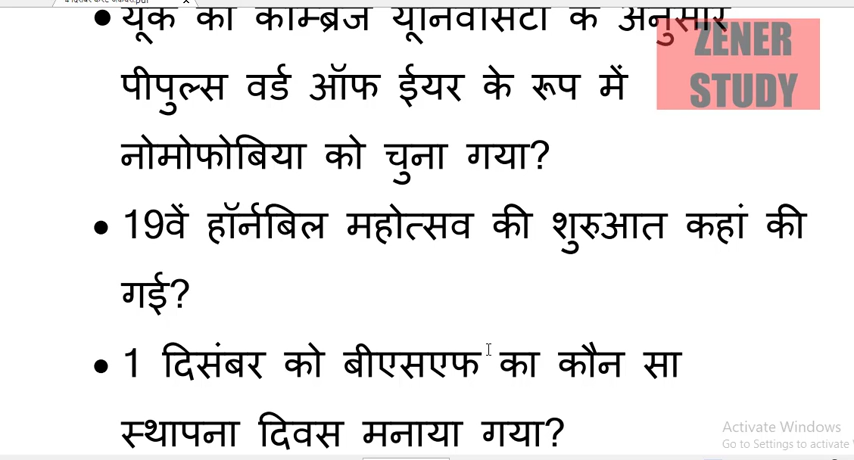 यूके की कैम्ब्रिज यूनिवर्सिटी के अनुसार
ZENER
STUDY
पीपुल्स वर्ड ऑफ ईयर के रूप में
नोमोफोबिया को चुना गया?
• 19वें हॉर्नबिल महोत्सव की शुरुआत कहां की
गई?
• 1 दिसंबर को बीएसएफ का कौन सा
स्थापना दिवस मनाया गया?
Activate Windows
Go to Settings to activate